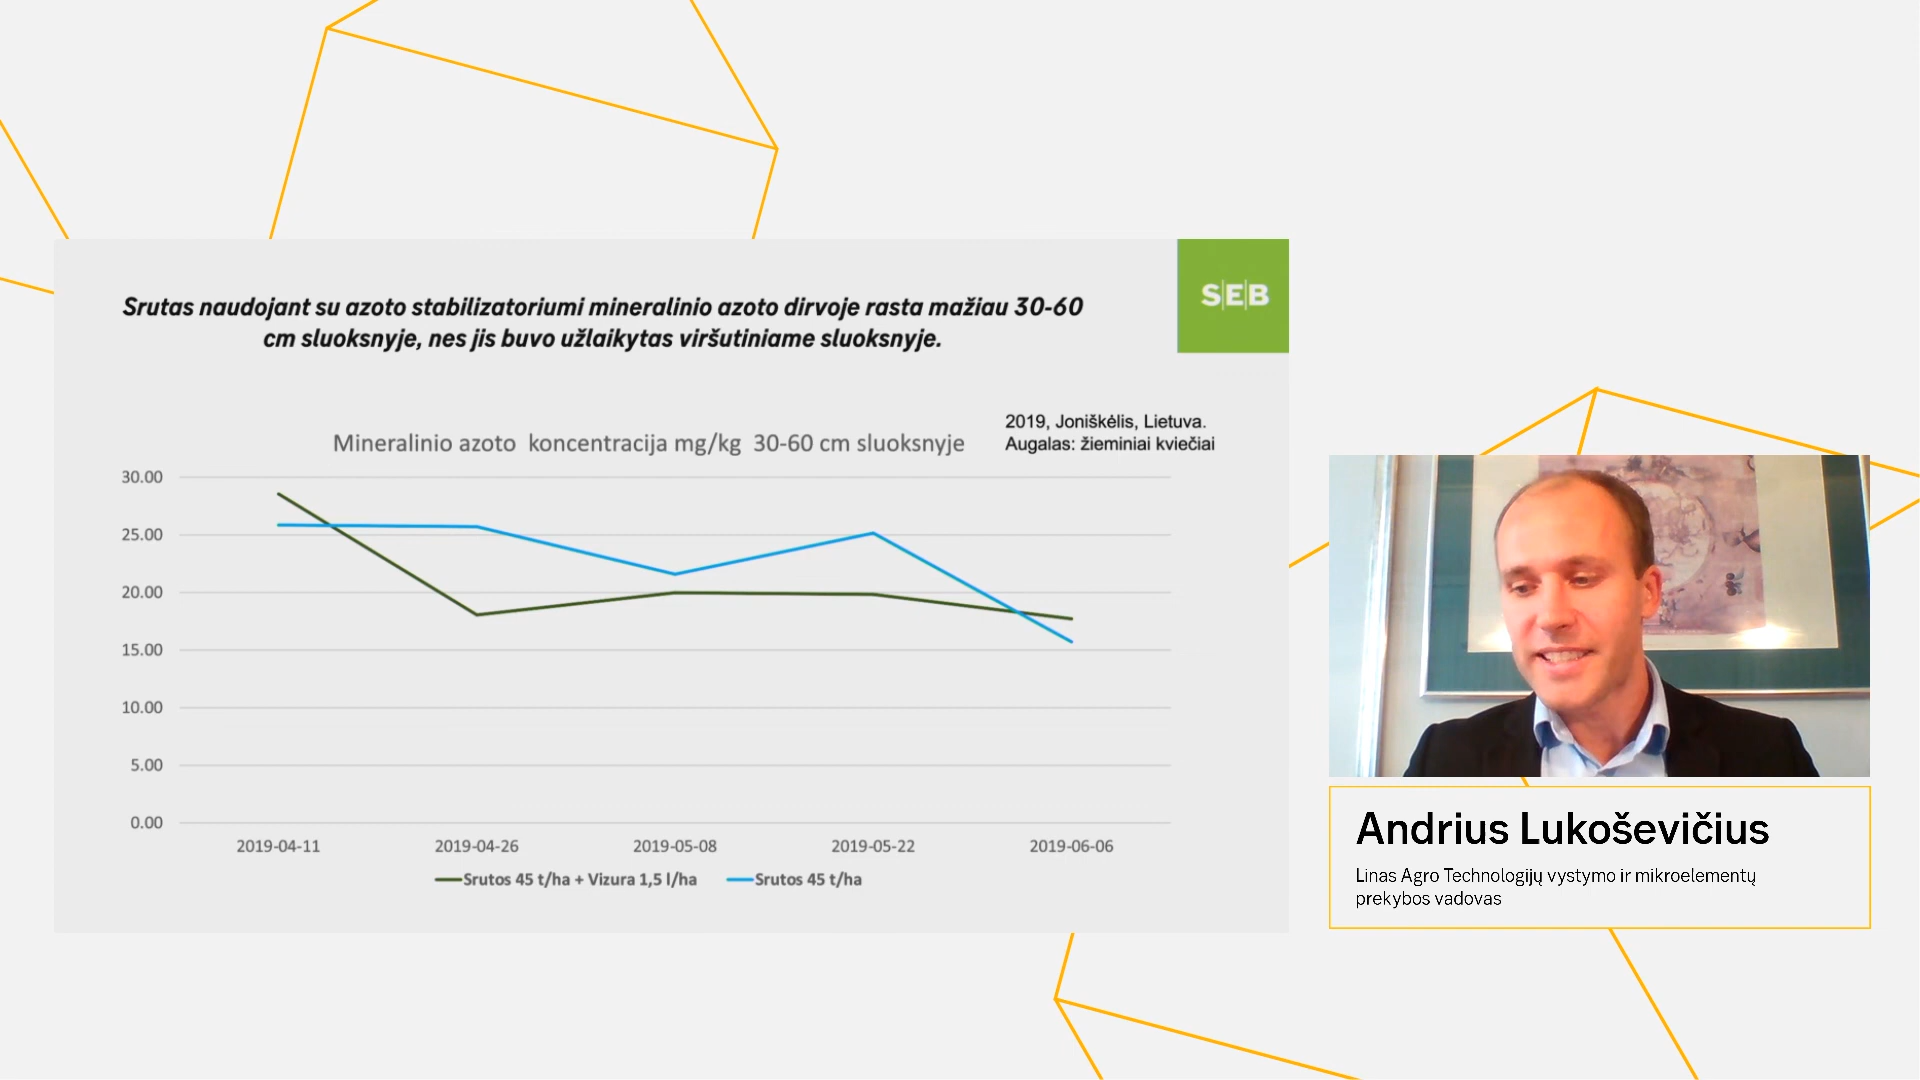 Srutas naudojant su azoto stabilizatoriumi mineralinio azoto dirvoje rasta mažiau 30-60
cm sluoksnyje, nes jis buvo užlaikytas viršutiniame sluoksnyje.
S|E|B
2019, Joniškėlis, Lietuva.
Augalas: žieminiai kviečiai
Mineralinio azoto koncentracija mg/kg 30-60 cm sluoksnyje
30.00
25.00
20.00
15.00
10.00
5.00
0.00
2019-04-11 2019-04-26 2019-05-08 2019-05-22 2019-06-06
Srutos 45 t/ha + Vizura 1,5 l/ha Srutos 45 t/ha
Andrius Lukoševičius
Linas Agro Technologijų vystymo ir mikroelementų
prekybos vadovas